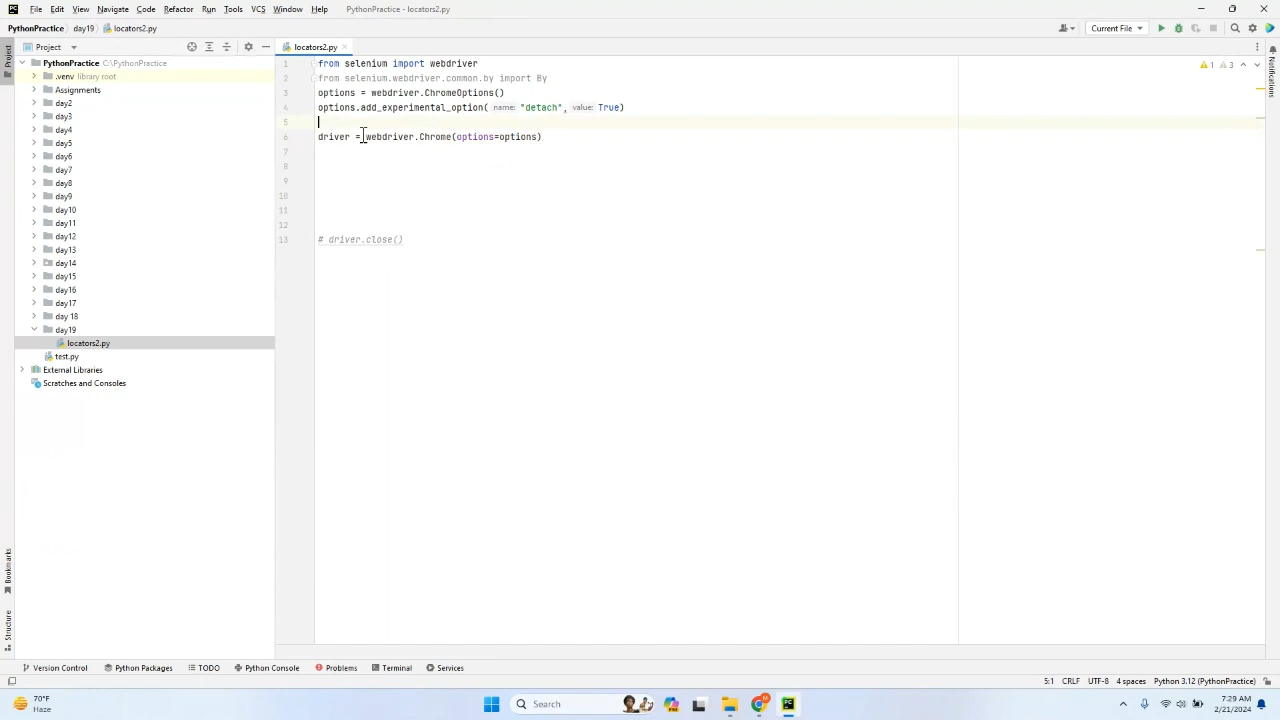 File Edit View Navigate Code Refactor Run Tools VCS Window Help PythonPractice - locators2.py
PythonPractice day19 locators2.py Current File
Project locators2.py
Project
Notifications
PythonPractice C:\PythonPractice
.venv library root
Assignments
day2
day3
day4
day5
day6
day7
day8
day9
day10
day11
day12
day13
day14
day15
day16
day17
day 18
day19
locators2.py
test.py
External Libraries
Scratches and Consoles
1 from selenium import webdriver
2 from selenium.webdriver.common.by import By
3 options = webdriver.ChromeOptions()
4 options.add_experimental_option( name: "detach", value: True)
5
6 driver = webdriver.Chrome(options=options)
7
8
9
10
11
12
13 # driver.close()
1 3
Bookmarks
Structure
Version Control Python Packages TODO Python Console Problems Terminal Services
5:1 CRLF UTF-8 4 spaces Python 3.12 (PythonPractice)
70°F
Haze
Search
7:29 AM
2/21/2024